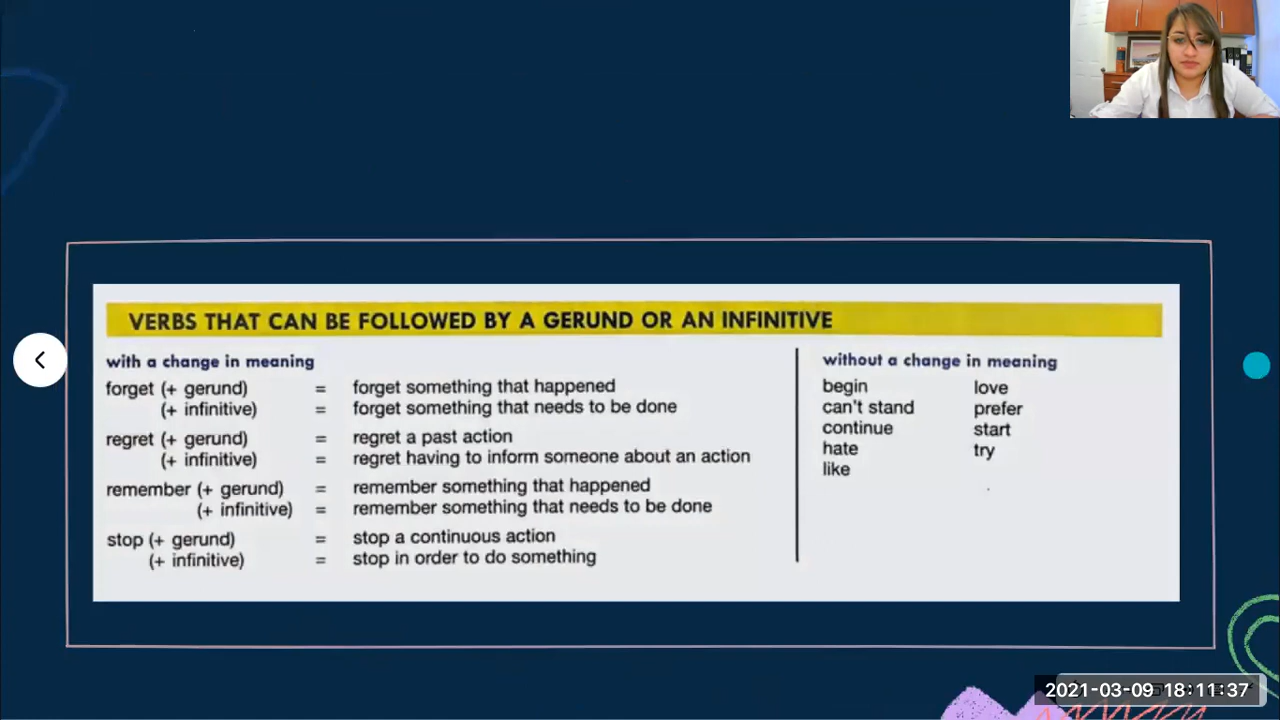 VERBS THAT CAN BE FOLLOWED BY A GERUND OR AN INFINITIVE
with a change in meaning
forget (+ gerund) = forget something that happened
(+ infinitive) = forget something that needs to be done
regret (+ gerund) = regret a past action
(+ infinitive) = regret having to inform someone about an action
remember (+ gerund) = remember something that happened
(+ infinitive) = remember something that needs to be done
stop (+ gerund) = stop a continuous action
(+ infinitive) = stop in order to do something
without a change in meaning
begin love
can't stand prefer
continue start
hate try
like
2021-03-09 18:11:37